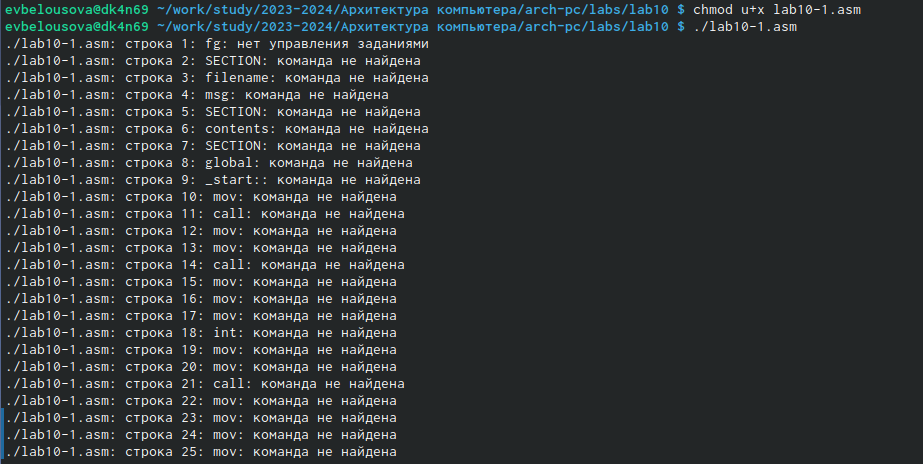 evbelousova@dk4n69 ~/work/study/2023-2024/Архитектура компьютера/arch-pc/labs/lab10 $ chmod u+x lab10-1.asm
evbelousova@dk4n69 ~/work/study/2023-2024/Архитектура компьютера/arch-pc/labs/lab10 $ ./lab10-1.asm
./lab10-1.asm: строка 1: fg: нет управления заданиями
./lab10-1.asm: строка 2: SECTION: команда не найдена
./lab10-1.asm: строка 3: filename: команда не найдена
./lab10-1.asm: строка 4: msg: команда не найдена
./lab10-1.asm: строка 5: SECTION: команда не найдена
./lab10-1.asm: строка 6: contents: команда не найдена
./lab10-1.asm: строка 7: SECTION: команда не найдена
./lab10-1.asm: строка 8: global: команда не найдена
./lab10-1.asm: строка 9: _start:: команда не найдена
./lab10-1.asm: строка 10: mov: команда не найдена
./lab10-1.asm: строка 11: call: команда не найдена
./lab10-1.asm: строка 12: mov: команда не найдена
./lab10-1.asm: строка 13: mov: команда не найдена
./lab10-1.asm: строка 14: call: команда не найдена
./lab10-1.asm: строка 15: mov: команда не найдена
./lab10-1.asm: строка 16: mov: команда не найдена
./lab10-1.asm: строка 17: mov: команда не найдена
./lab10-1.asm: строка 18: int: команда не найдена
./lab10-1.asm: строка 19: mov: команда не найдена
./lab10-1.asm: строка 20: mov: команда не найдена
./lab10-1.asm: строка 21: call: команда не найдена
./lab10-1.asm: строка 22: mov: команда не найдена
./lab10-1.asm: строка 23: mov: команда не найдена
./lab10-1.asm: строка 24: mov: команда не найдена
./lab10-1.asm: строка 25: mov: команда не найдена